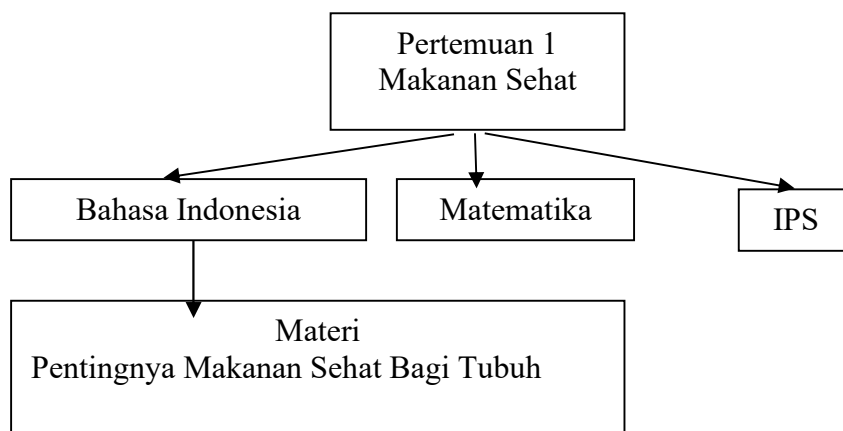 Pertemuan 1
Makanan Sehat
Bahasa Indonesia
Matematika
IPS
Materi
Pentingnya Makanan Sehat Bagi Tubuh